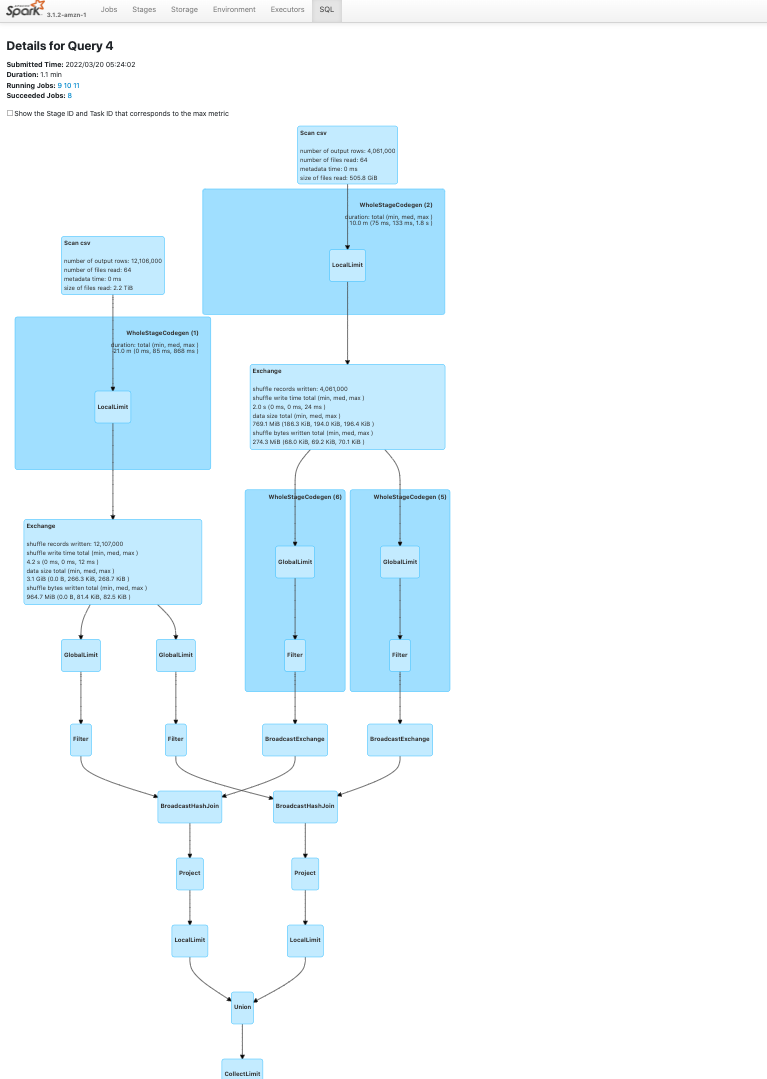 Spark 3.1.2-amzn-1
Jobs Stages Storage Environment Executors SQL
Details for Query 4
Submitted Time: 2022/03/20 05:24:02
Duration: 1.1 min
Running Jobs: 9 10 11
Succeeded Jobs: 8
Show the Stage ID and Task ID that corresponds to the max metric
Scan csv
number of output rows: 4,061,000
number of files read: 64
metadata time: 0 ms
size of files read: 505.8 GiB
WholeStageCodegen (2)
duration: total (min, med, max )
10.0 m (75 ms, 133 ms, 1.8 s )
LocalLimit
Scan csv
number of output rows: 12,108,000
number of files read: 64
metadata time: 0 ms
size of files read: 2.2 TiB
WholeStageCodegen (1)
duration: total (min, med, max )
21.0 m (0 ms, 85 ms, 868 ms )
LocalLimit
Exchange
shuffle records written: 4,061,000
shuffle write time total (min, med, max )
2.0 s (0 ms, 0 ms, 24 ms )
data size total (min, med, max )
769.1 MiB (186.3 KiB, 194.0 KiB, 196.4 KiB )
shuffle bytes written total (min, med, max )
274.3 MiB (68.0 KiB, 69.2 KiB, 70.1 KiB )
Exchange
shuffle records written: 12,107,000
shuffle write time total (min, med, max )
4.2 s (0 ms, 0 ms, 12 ms )
data size total (min, med, max )
3.1 GiB (0.0 B, 266.3 KiB, 268.7 KiB )
shuffle bytes written total (min, med, max )
964.7 MiB (0.0 B, 81.4 KiB, 82.5 KiB )
WholeStageCodegen (6)
GlobalLimit
Filter
WholeStageCodegen (5)
GlobalLimit
Filter
GlobalLimit
GlobalLimit
Filter
Filter
BroadcastExchange
BroadcastExchange
BroadcastHashJoin
BroadcastHashJoin
Project
Project
LocalLimit
LocalLimit
Union
CollectLimit